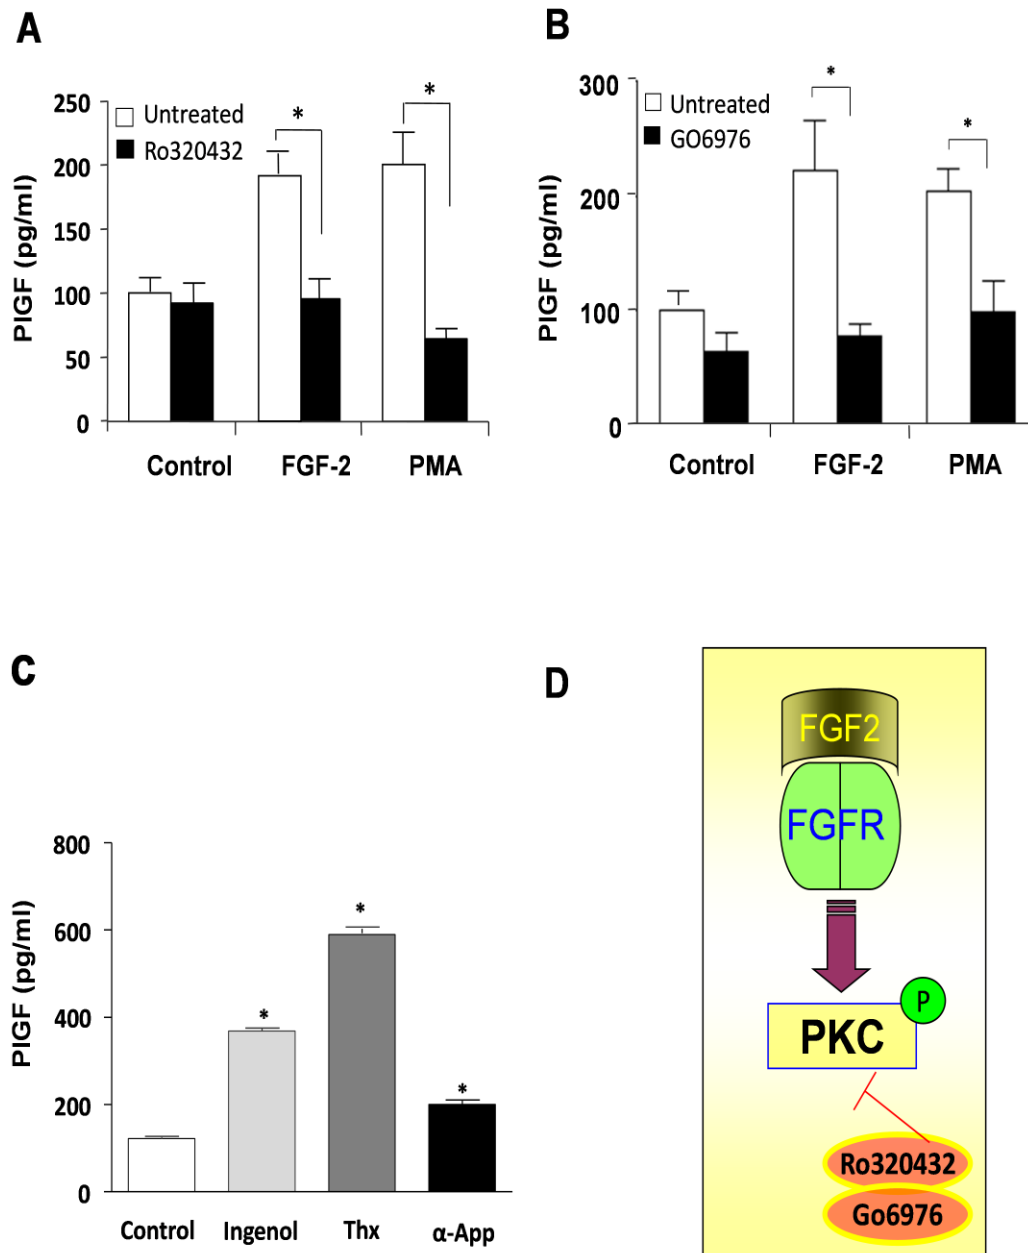 A
PlGF (pg/ml)
250
200
150
100
50
0
Untreated
Ro320432
*
*
Control FGF-2 PMA
B
PlGF (pg/ml)
300
200
100
0
Untreated
GO6976
*
*
Control FGF-2 PMA
C
PlGF (pg/ml)
800
600
400
200
0
*
*
*
Control Ingenol Thx α-App
D
FGF2
FGFR
P
PKC
Ro320432
Go6976